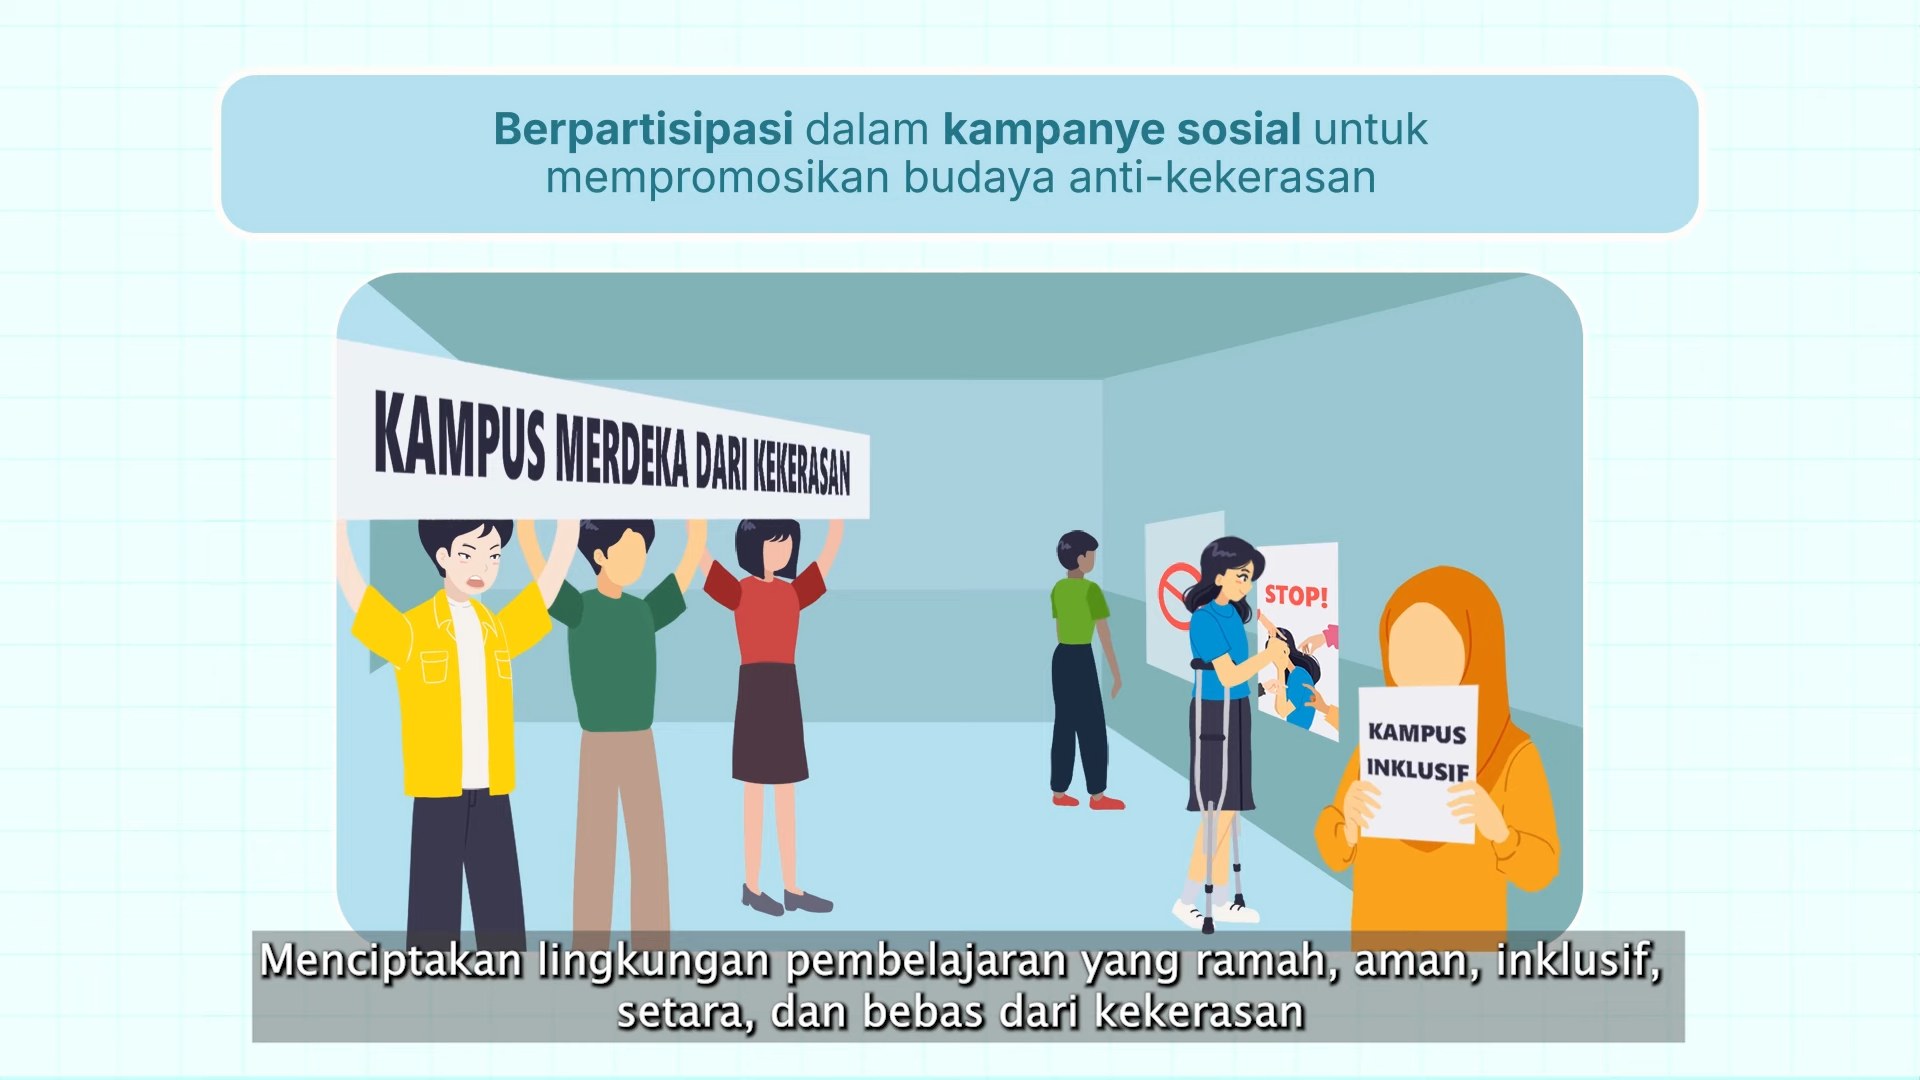 Berpartisipasi dalam kampanye sosial untuk
mempromosikan budaya anti-kekerasan
KAMPUS MERDEKA DARI KEKERASAN
STOP!
KAMPUS
INKLUSIF
Menciptakan lingkungan pembelajaran yang ramah, aman, inklusif,
setara, dan bebas dari kekerasan